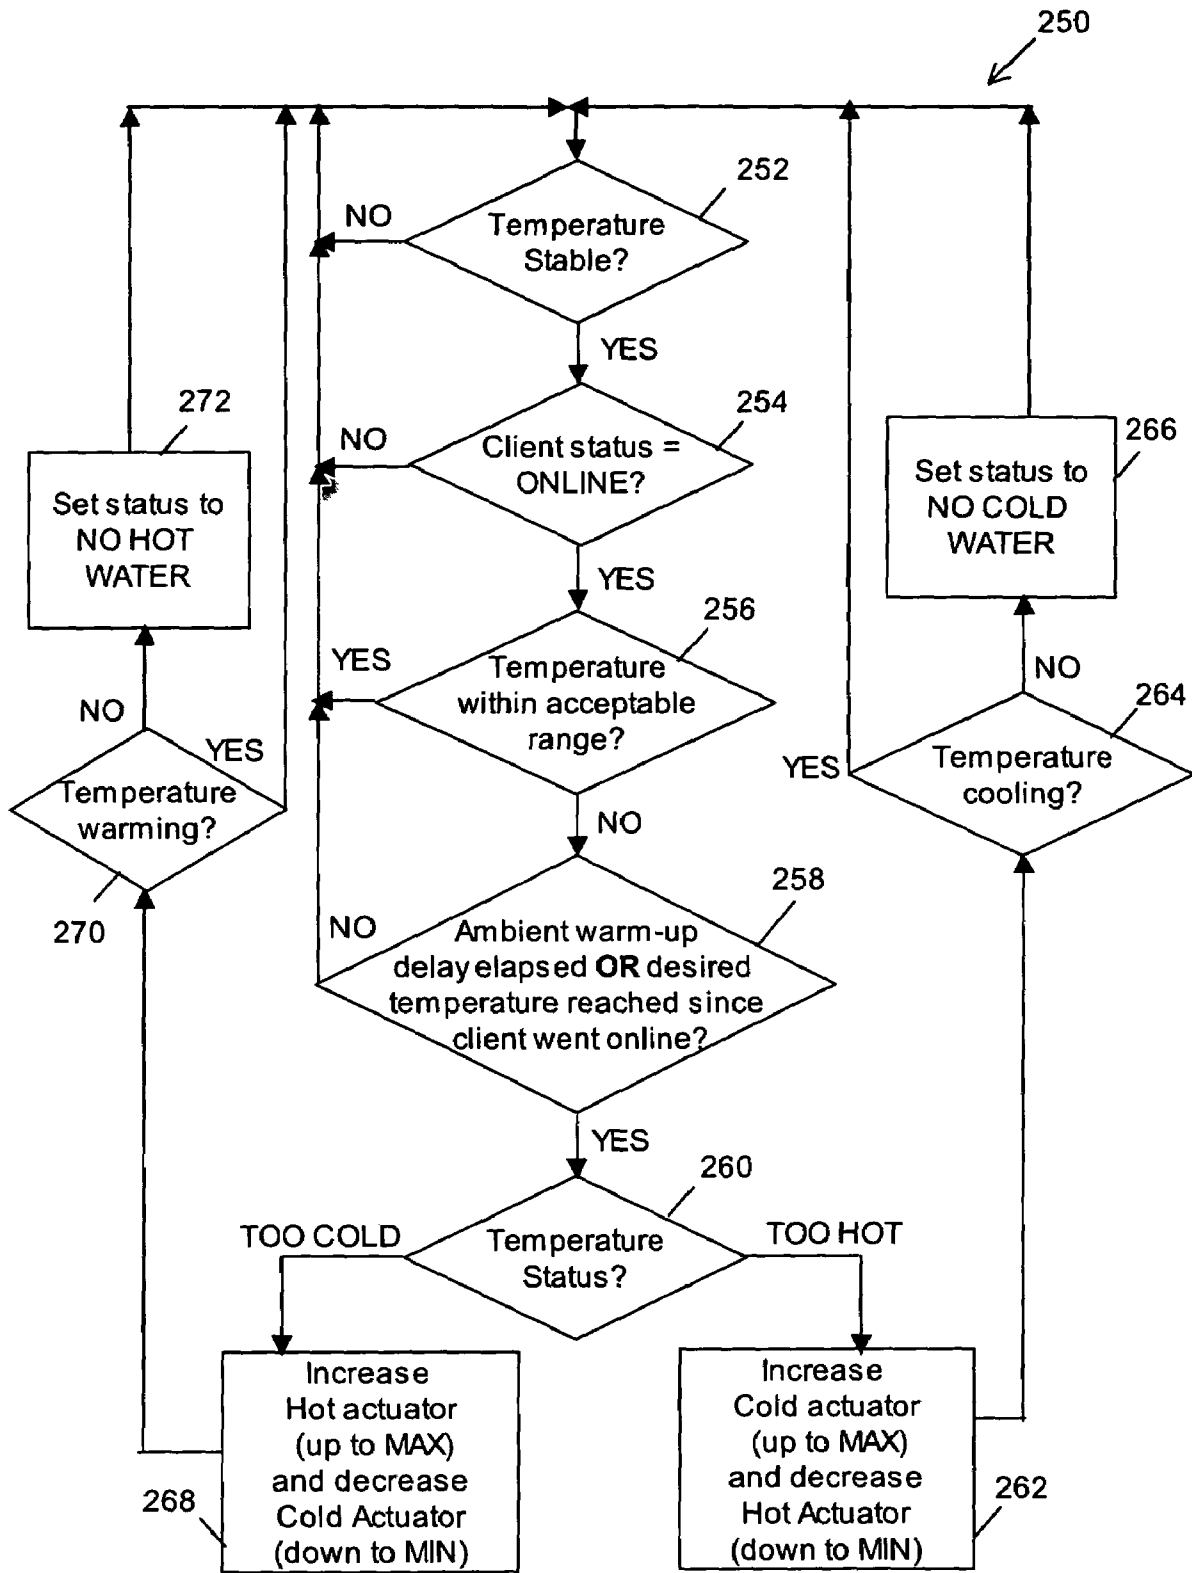 250
252
NO
Temperature
Stable?
YES
272
254
NO
Client status =
ONLINE?
266
Set status to
NO HOT
WATER
Set status to
NO COLD
WATER
YES
256
YES
Temperature
within acceptable
range?
NO
264
NO
YES
Temperature
warming?
YES
Temperature
cooling?
NO
270
258
NO
Ambient warm-up
delay elapsed OR desired
temperature reached since
client went online?
YES
260
TOO COLD
TOO HOT
Temperature
Status?
Increase
Hot actuator
(up to MAX)
and decrease
Cold Actuator
(down to MIN)
268
Increase
Cold actuator
(up to MAX)
and decrease
Hot Actuator
(down to MIN)
262